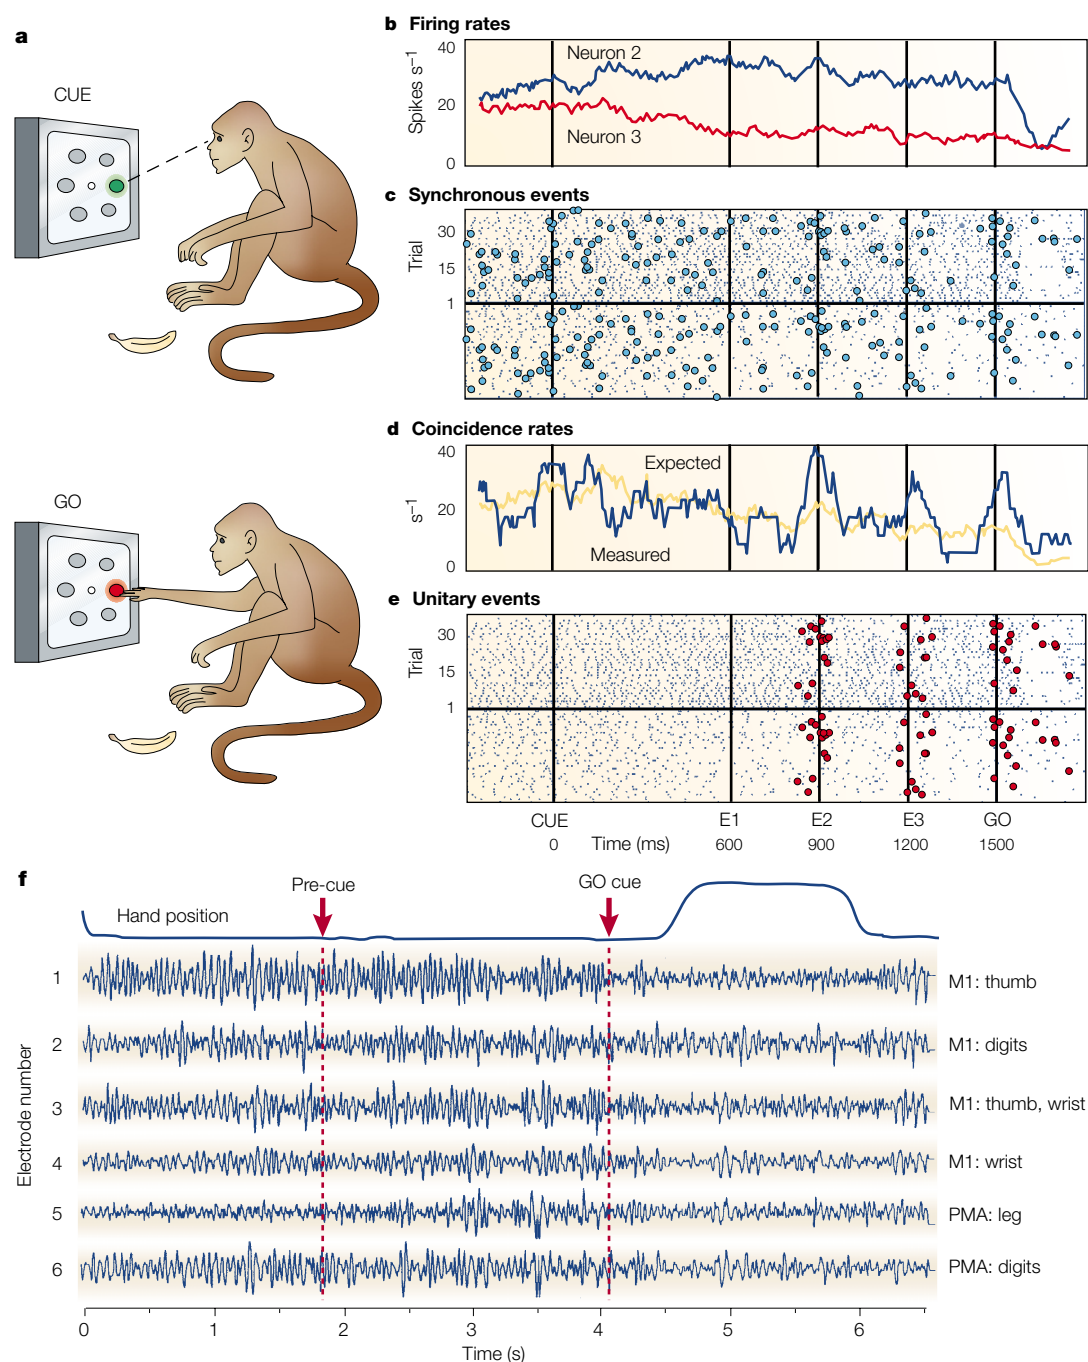 a
CUE
GO
b Firing rates
Spikes s⁻¹
40
20
0
Neuron 2
Neuron 3
c Synchronous events
Trial
30
15
1
d Coincidence rates
s⁻¹
40
20
0
Expected
Measured
e Unitary events
Trial
30
15
1
CUE E1 E2 E3 GO
0 Time (ms) 600 900 1200 1500
f
Pre-cue GO cue
Hand position
Electrode number
1 M1: thumb
2 M1: digits
3 M1: thumb, wrist
4 M1: wrist
5 PMA: leg
6 PMA: digits
0 1 2 3 4 5 6
Time (s)